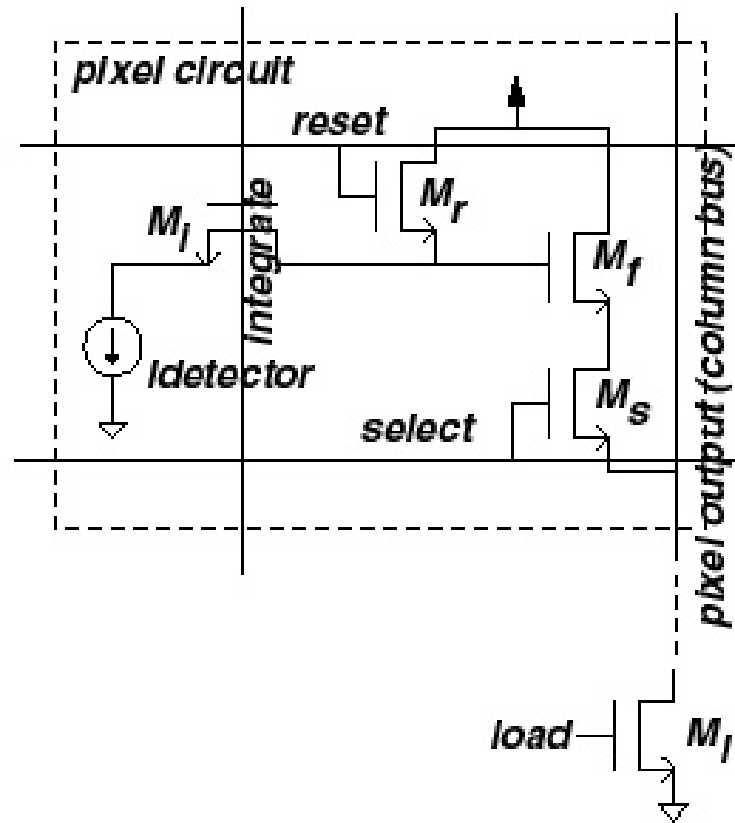 pixel circuit
reset
M_r
M_I
Integrate
M_f
Idetector
M_s
select
pixel output (column bus)
load
M_l